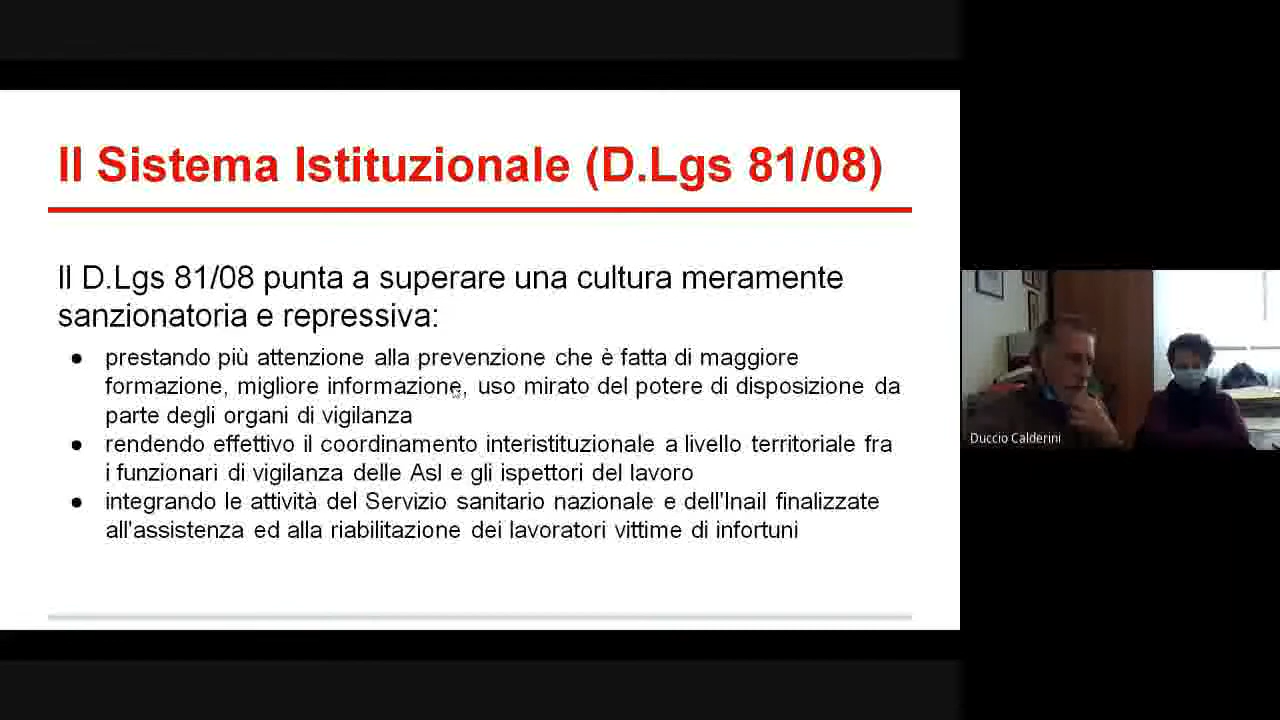 Il Sistema Istituzionale (D.Lgs 81/08)
Il D.Lgs 81/08 punta a superare una cultura meramente
sanzionatoria e repressiva:
● prestando più attenzione alla prevenzione che è fatta di maggiore
formazione, migliore informazione, uso mirato del potere di disposizione da
parte degli organi di vigilanza
● rendendo effettivo il coordinamento interistituzionale a livello territoriale fra
i funzionari di vigilanza delle Asl e gli ispettori del lavoro
● integrando le attività del Servizio sanitario nazionale e dell'Inail finalizzate
all'assistenza ed alla riabilitazione dei lavoratori vittime di infortuni
Duccio Calderini